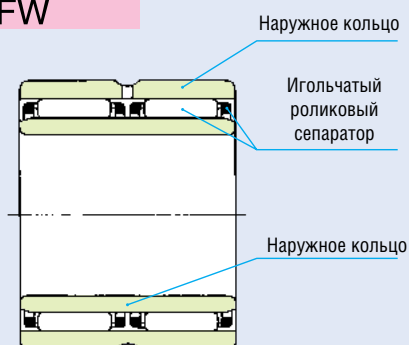 FW
Наружное кольцо
Игольчатый
роликовый
сепаратор
Наружное кольцо